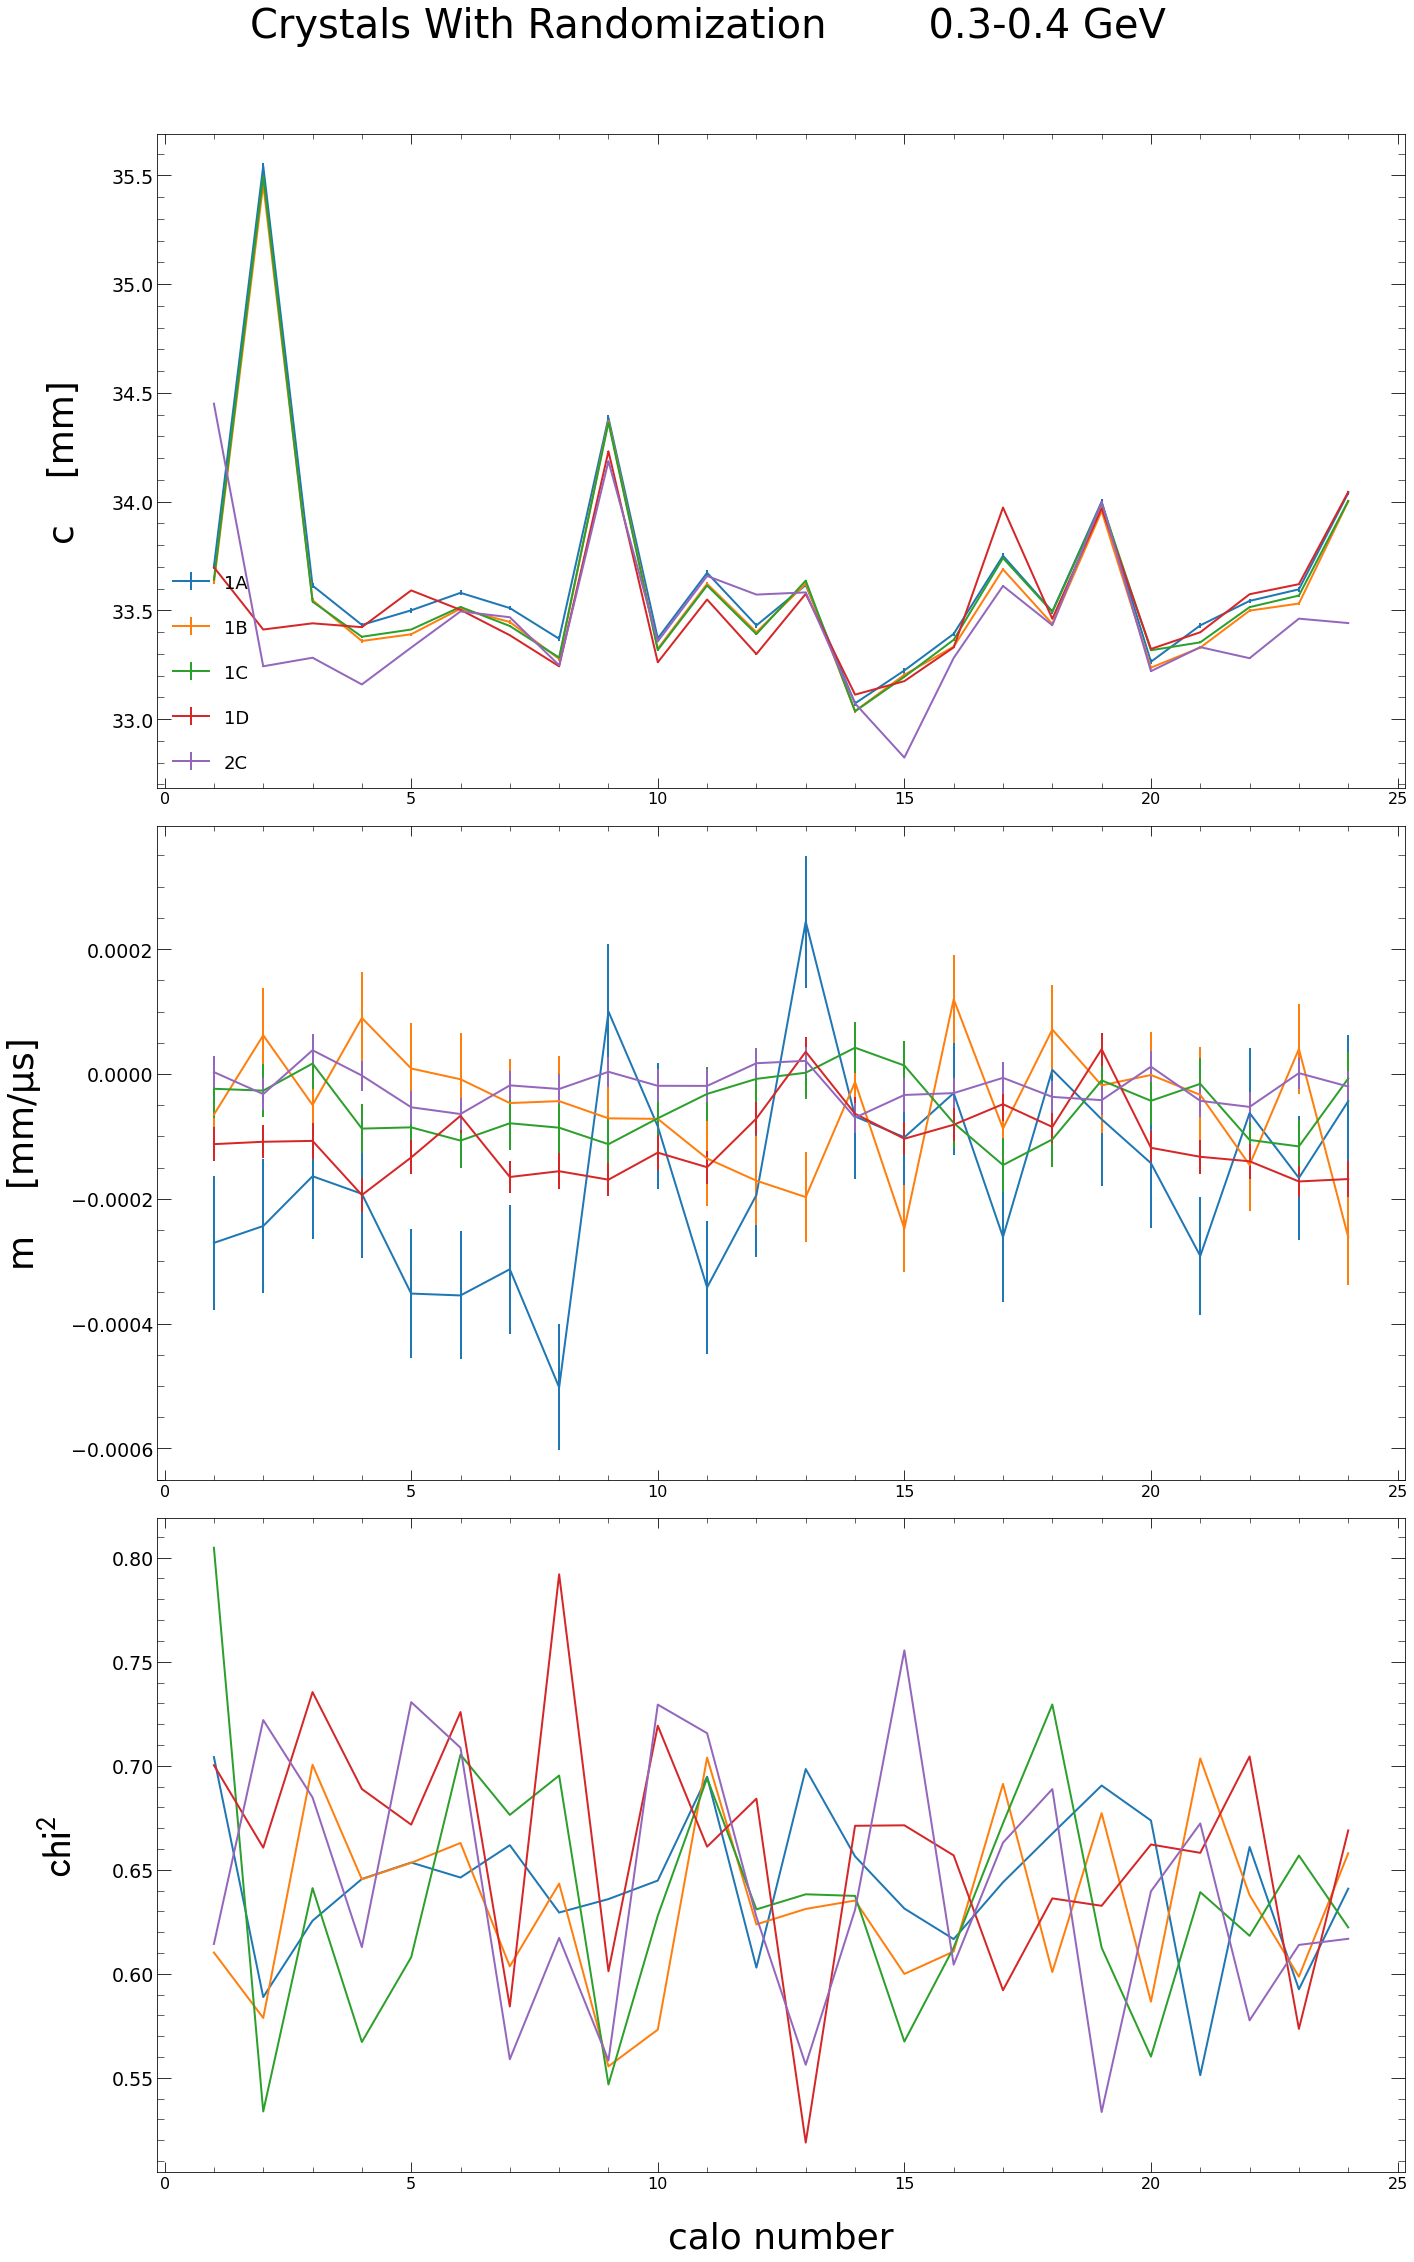 Crystals With Randomization 0.3-0.4 GeV
c [mm]
35.5
35.0
34.5
34.0
33.5
33.0
1A
1B
1C
1D
2C
0 5 10 15 20 25
m [mm/μs]
0.0002
0.0000
−0.0002
−0.0004
−0.0006
0 5 10 15 20 25
chi²
0.80
0.75
0.70
0.65
0.60
0.55
0 5 10 15 20 25
calo number